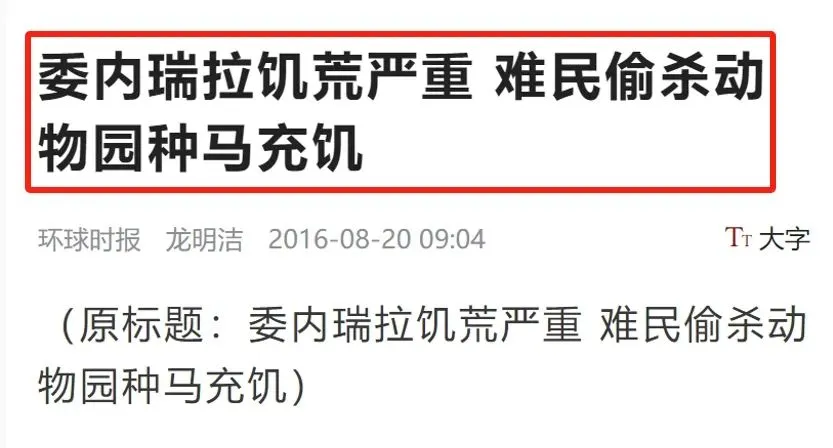 委内瑞拉饥荒严重 难民偷杀动
物园种马充饥
环球时报 龙明洁 2016-08-20 09:04 TT 大字
（原标题：委内瑞拉饥荒严重 难民偷杀动
物园种马充饥）